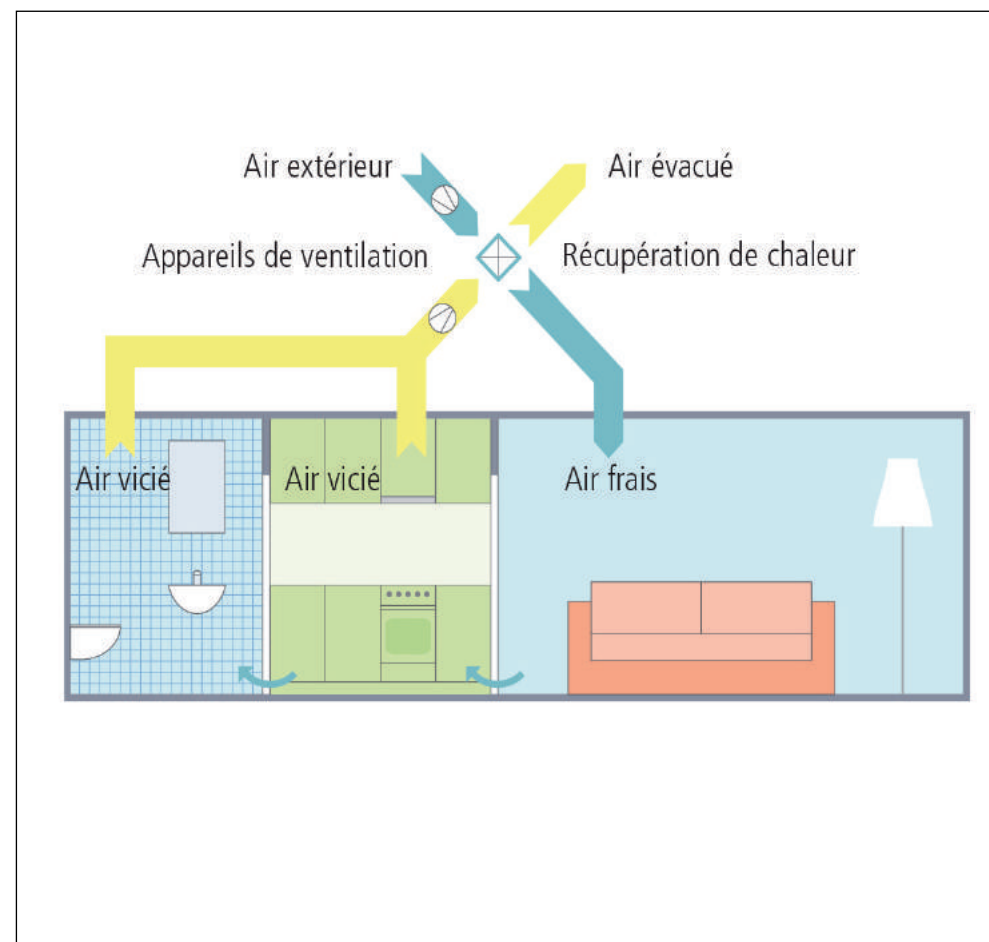 Air extérieur
Air évacué
Appareils de ventilation
Récupération de chaleur
Air vicié
Air vicié
Air frais